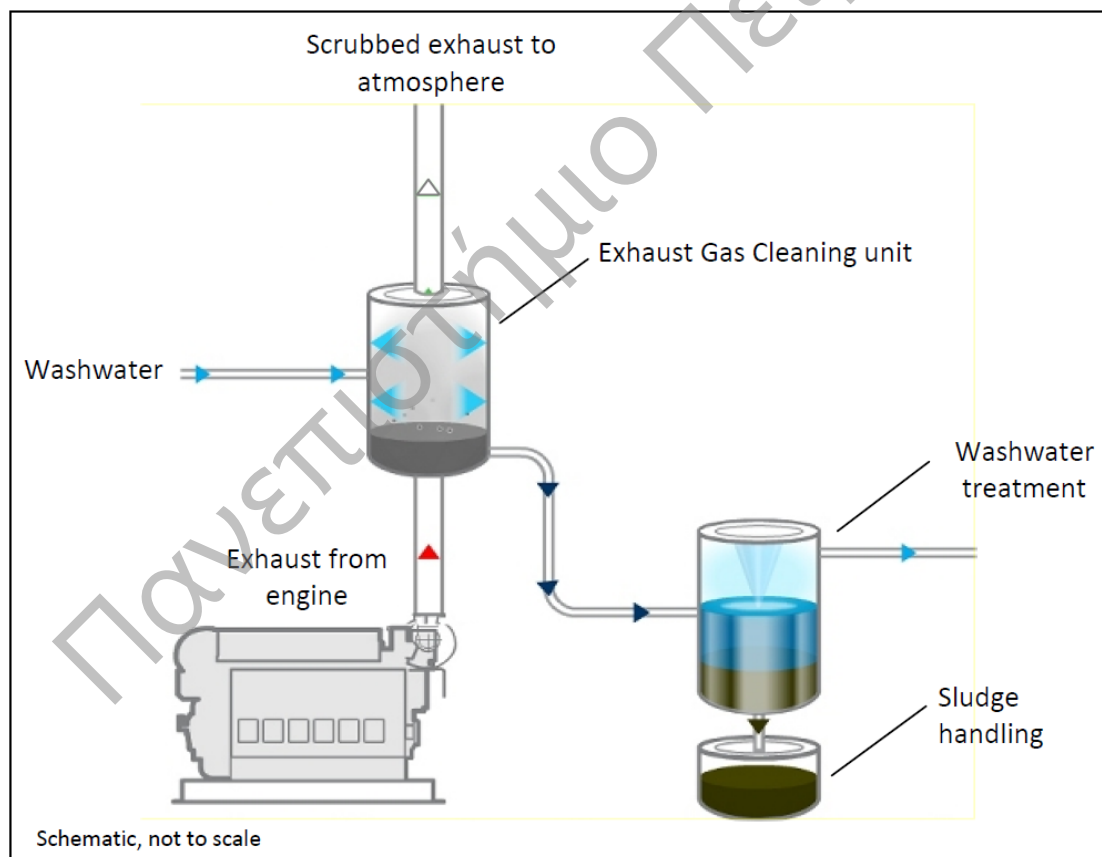 Scrubbed exhaust to
atmosphere
Exhaust Gas Cleaning unit
Washwater
Washwater
treatment
Exhaust from
engine
Sludge
handling
Schematic, not to scale
Πανεπιστήμιο